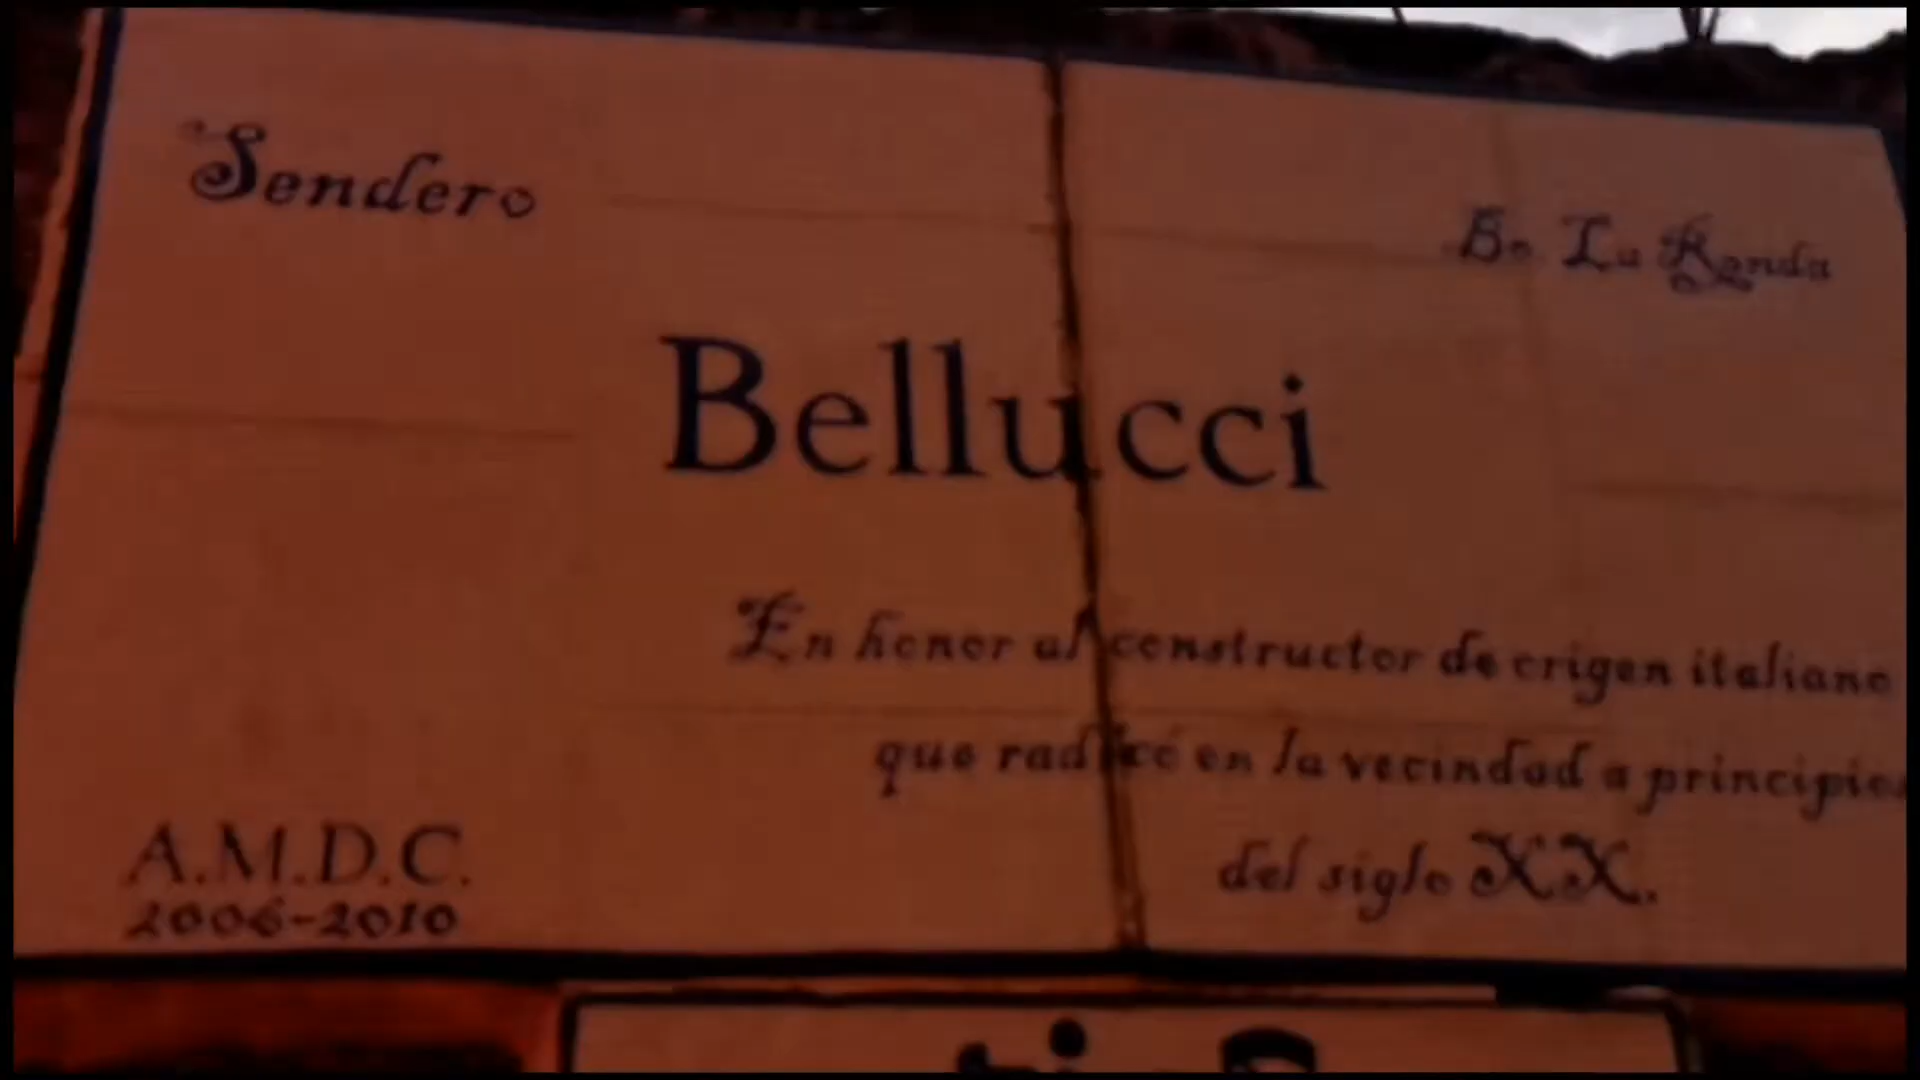 Sendero
Bo. La Ronda
Bellucci
En honor al constructor de origen italiano
que radicó en la vecindad a principios
del siglo XX.
A.M.D.C.
2006-2010